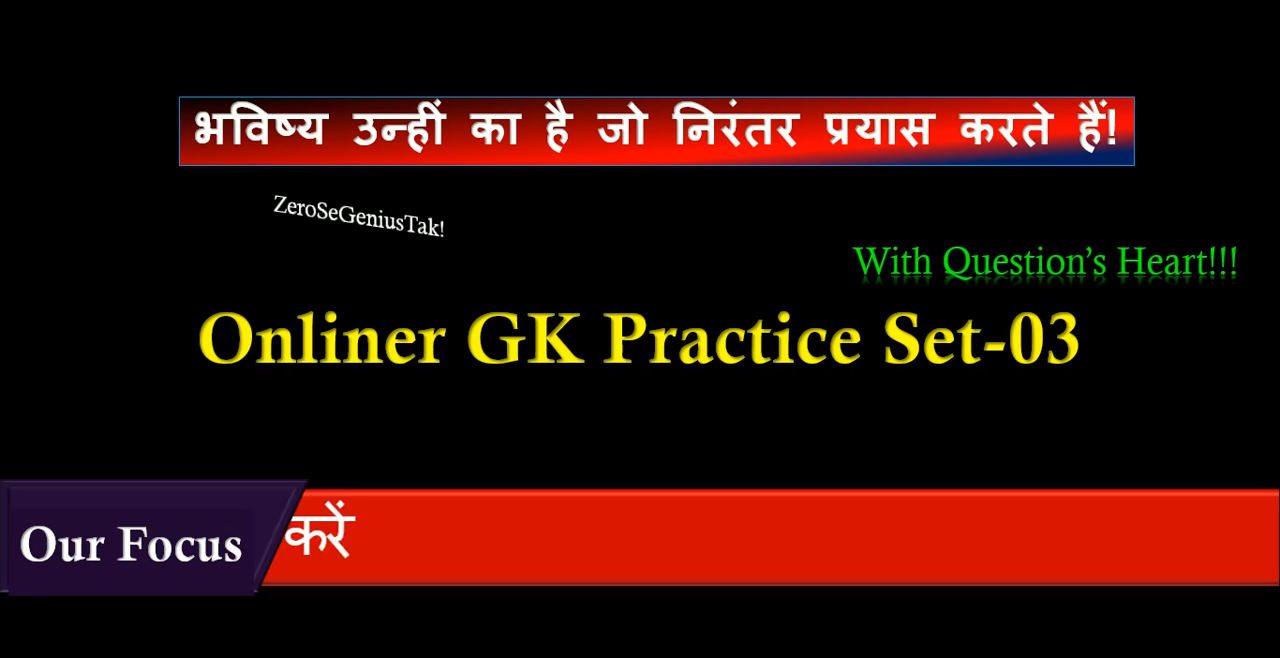 भविष्य उन्हीं का है जो निरंतर प्रयास करते हैं!
ZeroSeGeniusTak!
With Question’s Heart!!!
Onliner GK Practice Set-03
Our Focus
करें